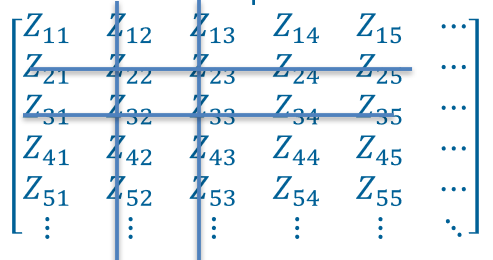 Z₁₁ Z₁₂ Z₁₃ Z₁₄ Z₁₅ ⋯
Z₂₁ Z₂₂ Z₂₃ Z₂₄ Z₂₅ ⋯
Z₃₁ Z₃₂ Z₃₃ Z₃₄ Z₃₅ ⋯
Z₄₁ Z₄₂ Z₄₃ Z₄₄ Z₄₅ ⋯
Z₅₁ Z₅₂ Z₅₃ Z₅₄ Z₅₅ ⋯
⋮ ⋮ ⋮ ⋮ ⋮ ⋱